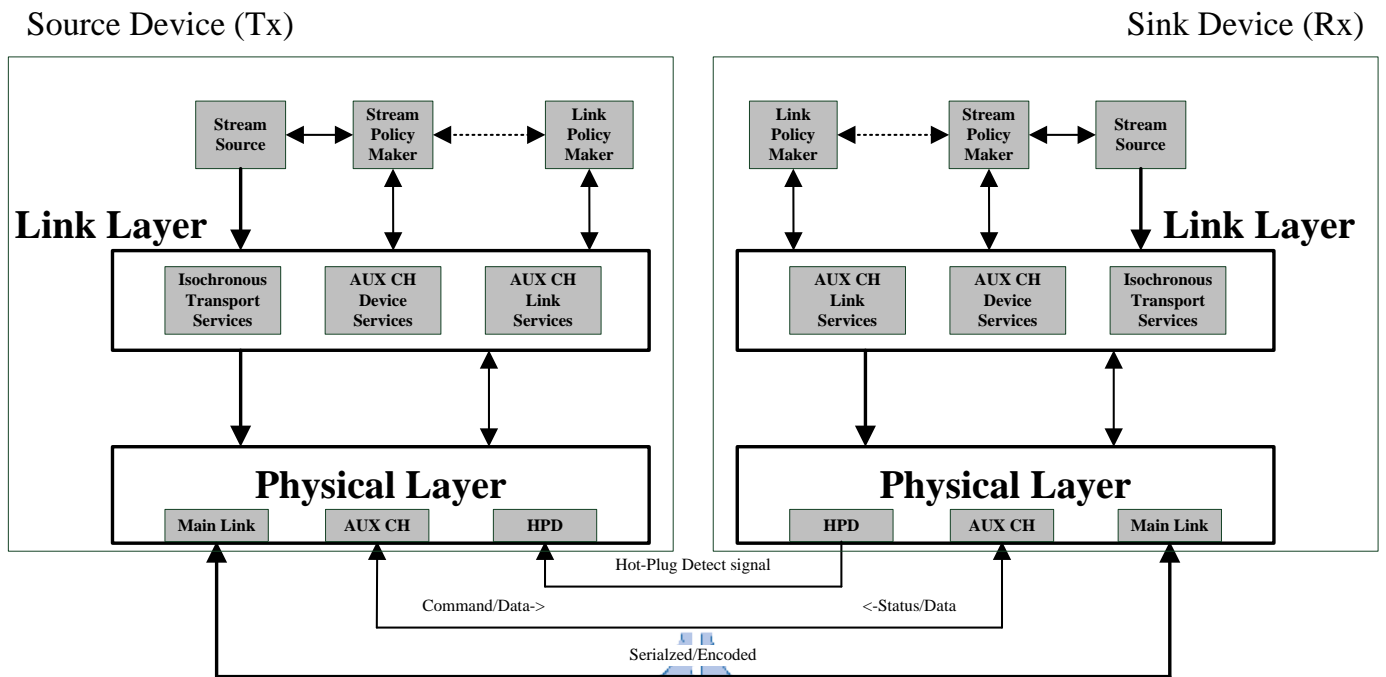 Source Device (Tx)
Sink Device (Rx)
Stream
Source
Stream
Policy
Maker
Link
Policy
Maker
Link
Policy
Maker
Stream
Policy
Maker
Stream
Source
Link Layer
Link Layer
Isochronous
Transport
Services
AUX CH
Device
Services
AUX CH
Link
Services
AUX CH
Link
Services
AUX CH
Device
Services
Isochronous
Transport
Services
Physical Layer
Physical Layer
Main Link
AUX CH
HPD
HPD
AUX CH
Main Link
Hot-Plug Detect signal
Command/Data->
<-Status/Data
Serialzed/Encoded